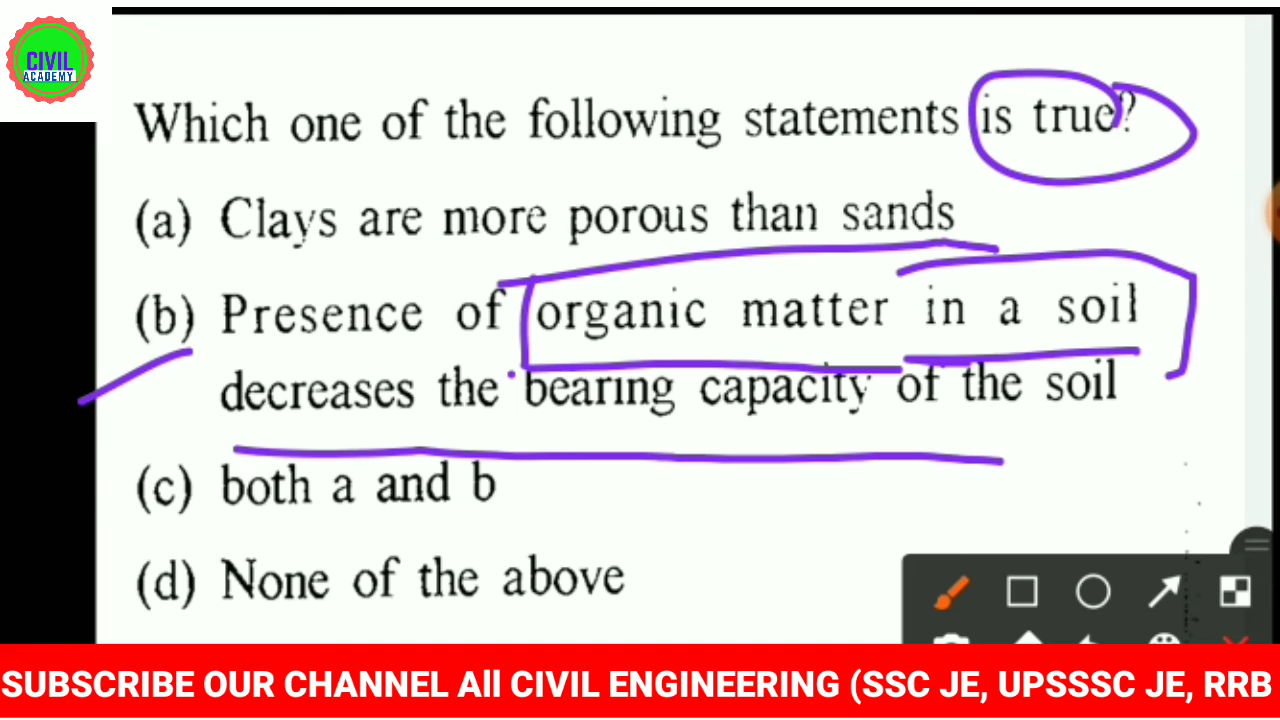 CIVIL
ACADEMY
Which one of the following statements is true?
(a) Clays are more porous than sands
(b) Presence of organic matter in a soil
decreases the bearing capacity of the soil
(c) both a and b
(d) None of the above
SUBSCRIBE OUR CHANNEL All CIVIL ENGINEERING (SSC JE, UPSSSC JE, RRB